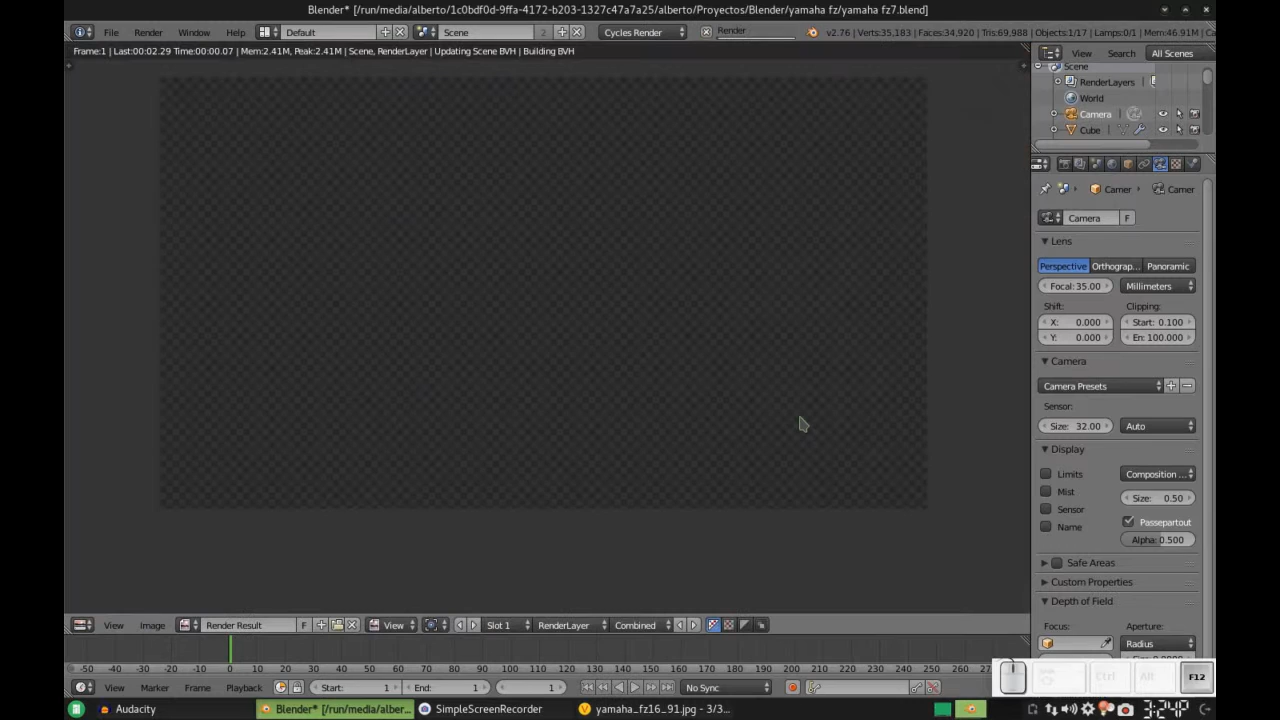 Blender* [/run/media/alberto/1c0bdf0d-9ffa-4172-b203-1327c47a7a25/alberto/Proyectos/Blender/yamaha fz/yamaha fz7.blend]
File Render Window Help Default Scene 2 Cycles Render Render v2.76 | Verts:35,183 | Faces:34,920 | Tris:69,988 | Objects:1/17 | Lamps:0/1 | Mem:46.91M
Frame:1 | Last:00:02.29 Time:00:00.07 | Mem:2.41M, Peak:2.41M | Scene, RenderLayer | Updating Scene BVH | Building BVH
View Search All Scenes
Scene
RenderLayers
World
Camera
Cube
Camer Camer
Camera F
Lens
Perspective Orthograp... Panoramic
Focal:35.00 Millimeters
Shift: Clipping:
X: 0.000 Start: 0.100
Y: 0.000 En: 100.000
Camera
Camera Presets
Sensor:
Size: 32.00 Auto
Display
Limits Composition ...
Mist Size: 0.50
Sensor
Passepartout
Name
Alpha: 0.500
Safe Areas
Custom Properties
Depth of Field
Focus: Aperture:
Radius
View Image Render Result F View Slot 1 RenderLayer Combined
-50 -40 -30 -20 -10 0 10 20 30 40 50 60 70 80 90 100 110 120 130 140 150 160 170 180 190 200 210 220 230 240 250 260
View Marker Frame Playback Start: 1 End: 1 1 No Sync
Ctrl Alt F12
Audacity Blender* [/run/media/alber... SimpleScreenRecorder yamaha_fz16_91.jpg - 3/3... 3:24P